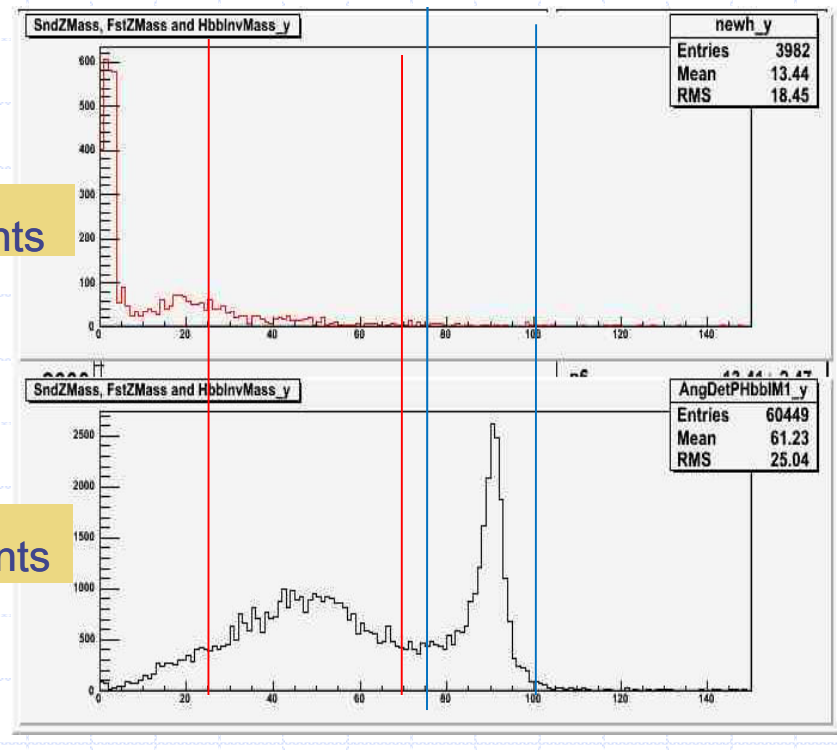 SndZMass, FstZMass and HbbInvMass_y
newh_y
Entries 3982
Mean 13.44
RMS 18.45
600
500
400
300
200
100
0
0 20 40 60 80 100 120 140
nts
SndZMass, FstZMass and HbbInvMass_y
AngDetPHbbIM1_y
Entries 60449
Mean 61.23
RMS 25.04
2500
2000
1500
1000
500
0
0 20 40 60 80 100 120 140
nts